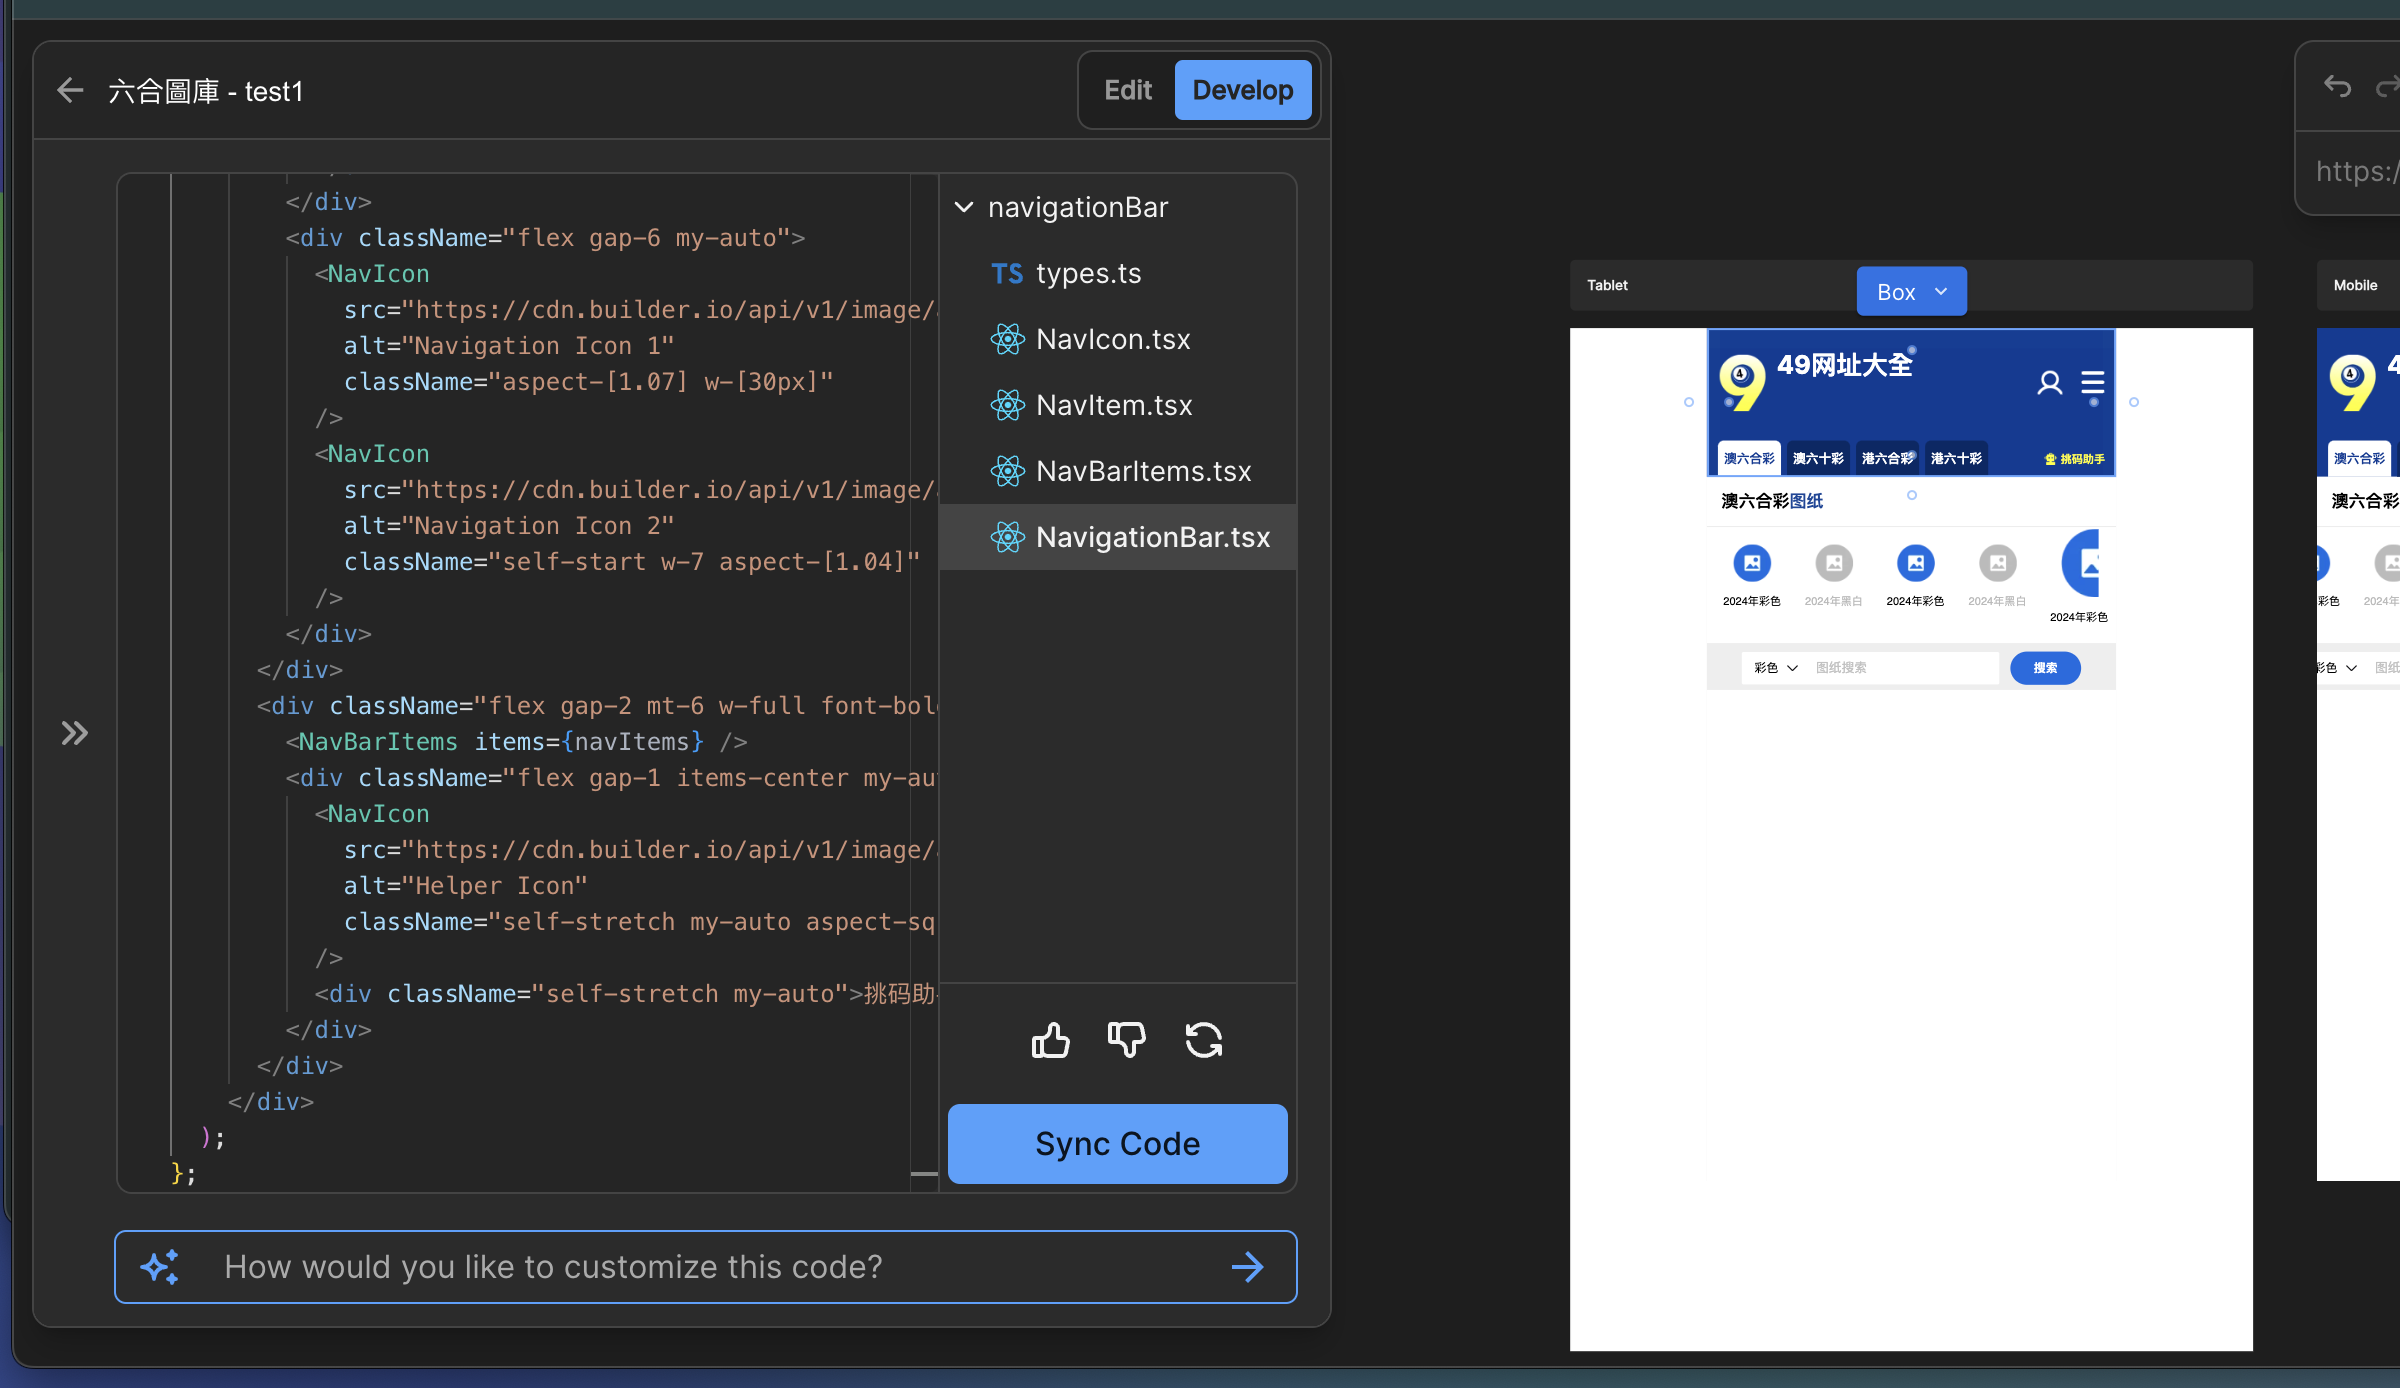 六合圖庫 - test1
Edit
Develop
</div>
<div className="flex gap-6 my-auto">
<NavIcon
src="https://cdn.builder.io/api/v1/image/
alt="Navigation Icon 1"
className="aspect-[1.07] w-[30px]"
/>
<NavIcon
src="https://cdn.builder.io/api/v1/image/
alt="Navigation Icon 2"
className="self-start w-7 aspect-[1.04]"
/>
</div>
</div>
<div className="flex gap-2 mt-6 w-full font-bol
<NavBarItems items={navItems} />
<div className="flex gap-1 items-center my-au
<NavIcon
src="https://cdn.builder.io/api/v1/image/
alt="Helper Icon"
className="self-stretch my-auto aspect-sq
/>
<div className="self-stretch my-auto">挑码助
</div>
</div>
</div>
);
};
navigationBar
TS types.ts
NavIcon.tsx
NavItem.tsx
NavBarItems.tsx
NavigationBar.tsx
Sync Code
How would you like to customize this code?
https:/
Tablet
Box
49网址大全
4
澳六合彩
澳六十彩
港六合彩
港六十彩
挑码助手
澳六合彩图纸
2024年彩色
2024年黑白
2024年彩色
2024年黑白
2024年彩色
彩色
图纸搜索
搜索
Mobile
4
4
澳六合彩
澳六合彩
彩色
2024年
彩色
图纸